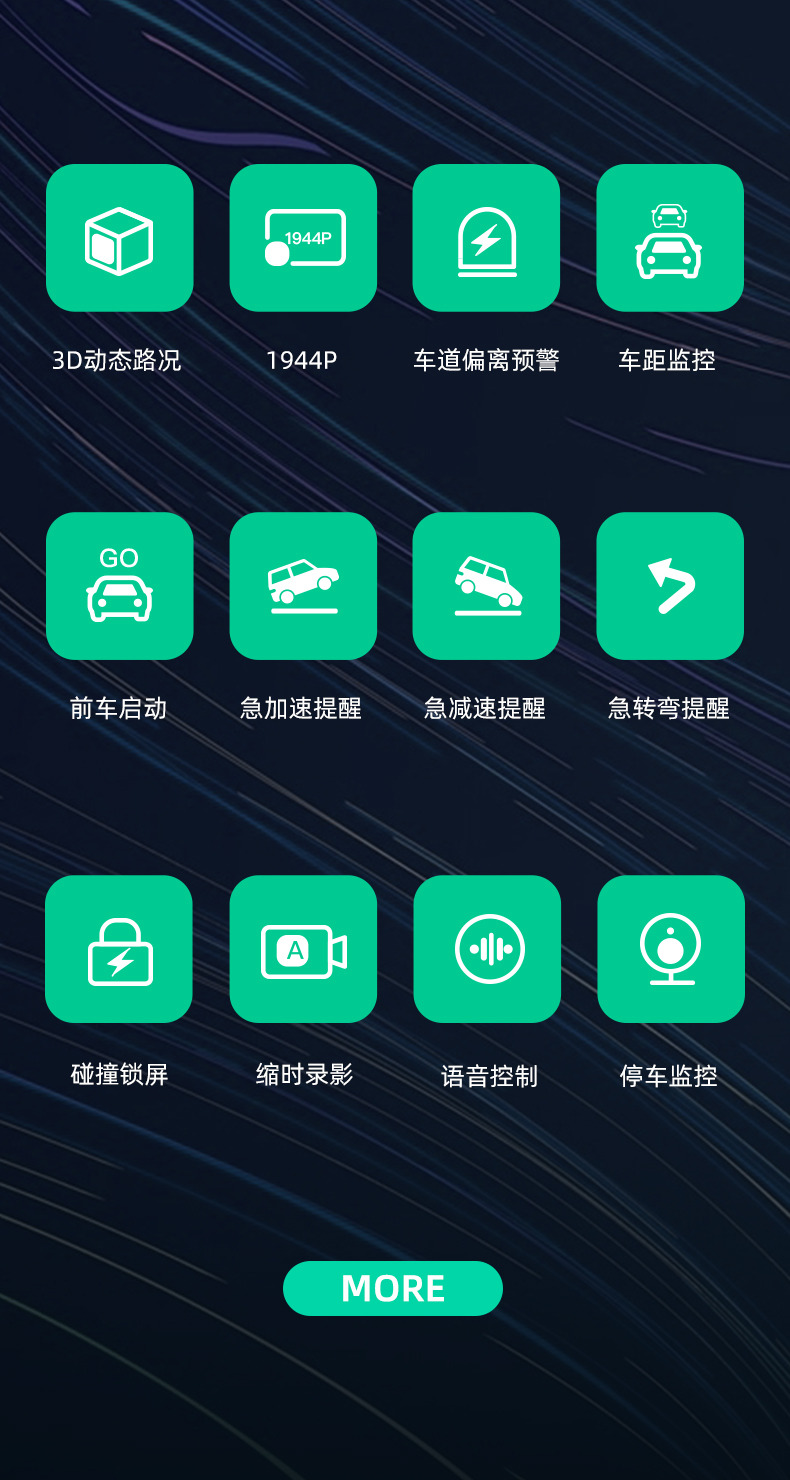 1944P
3D动态路况
1944P
车道偏离预警
车距监控
GO
前车启动
急加速提醒
急减速提醒
急转弯提醒
A
碰撞锁屏
缩时录影
语音控制
停车监控
MORE